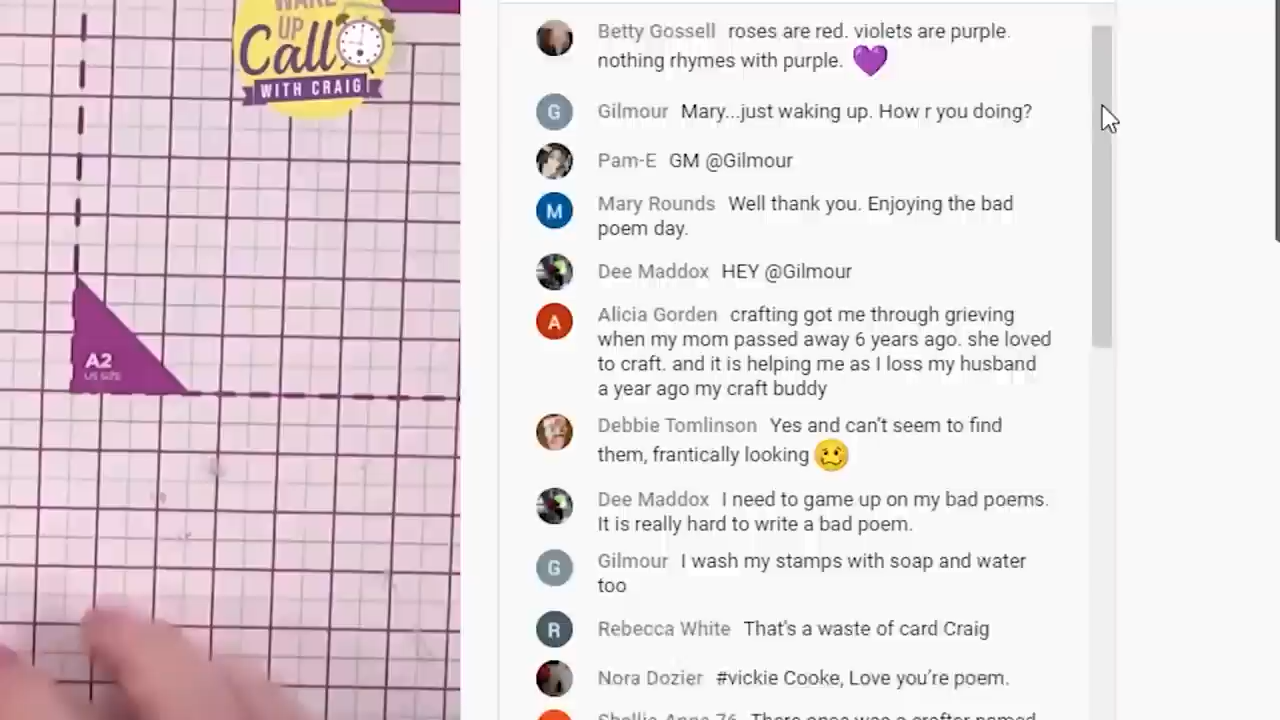 WAKE
UP
Call
WITH CRAIG
A2
US SIZE
Betty Gossell roses are red. violets are purple.
nothing rhymes with purple. 💜
G Gilmour Mary...just waking up. How r you doing?
Pam-E GM @Gilmour
M Mary Rounds Well thank you. Enjoying the bad
poem day.
Dee Maddox HEY @Gilmour
A Alicia Gorden crafting got me through grieving
when my mom passed away 6 years ago. she loved
to craft. and it is helping me as I loss my husband
a year ago my craft buddy
Debbie Tomlinson Yes and can't seem to find
them, frantically looking 🥴
Dee Maddox I need to game up on my bad poems.
It is really hard to write a bad poem.
G Gilmour I wash my stamps with soap and water
too
R Rebecca White That's a waste of card Craig
Nora Dozier #vickie Cooke, Love you're poem.